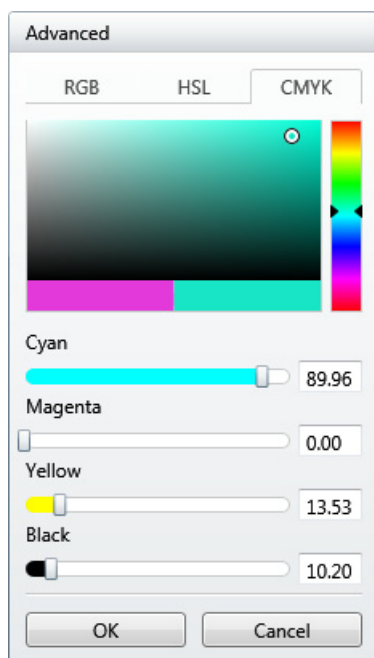 Advanced
RGB HSL CMYK
Cyan
89.96
Magenta
0.00
Yellow
13.53
Black
10.20
OK Cancel